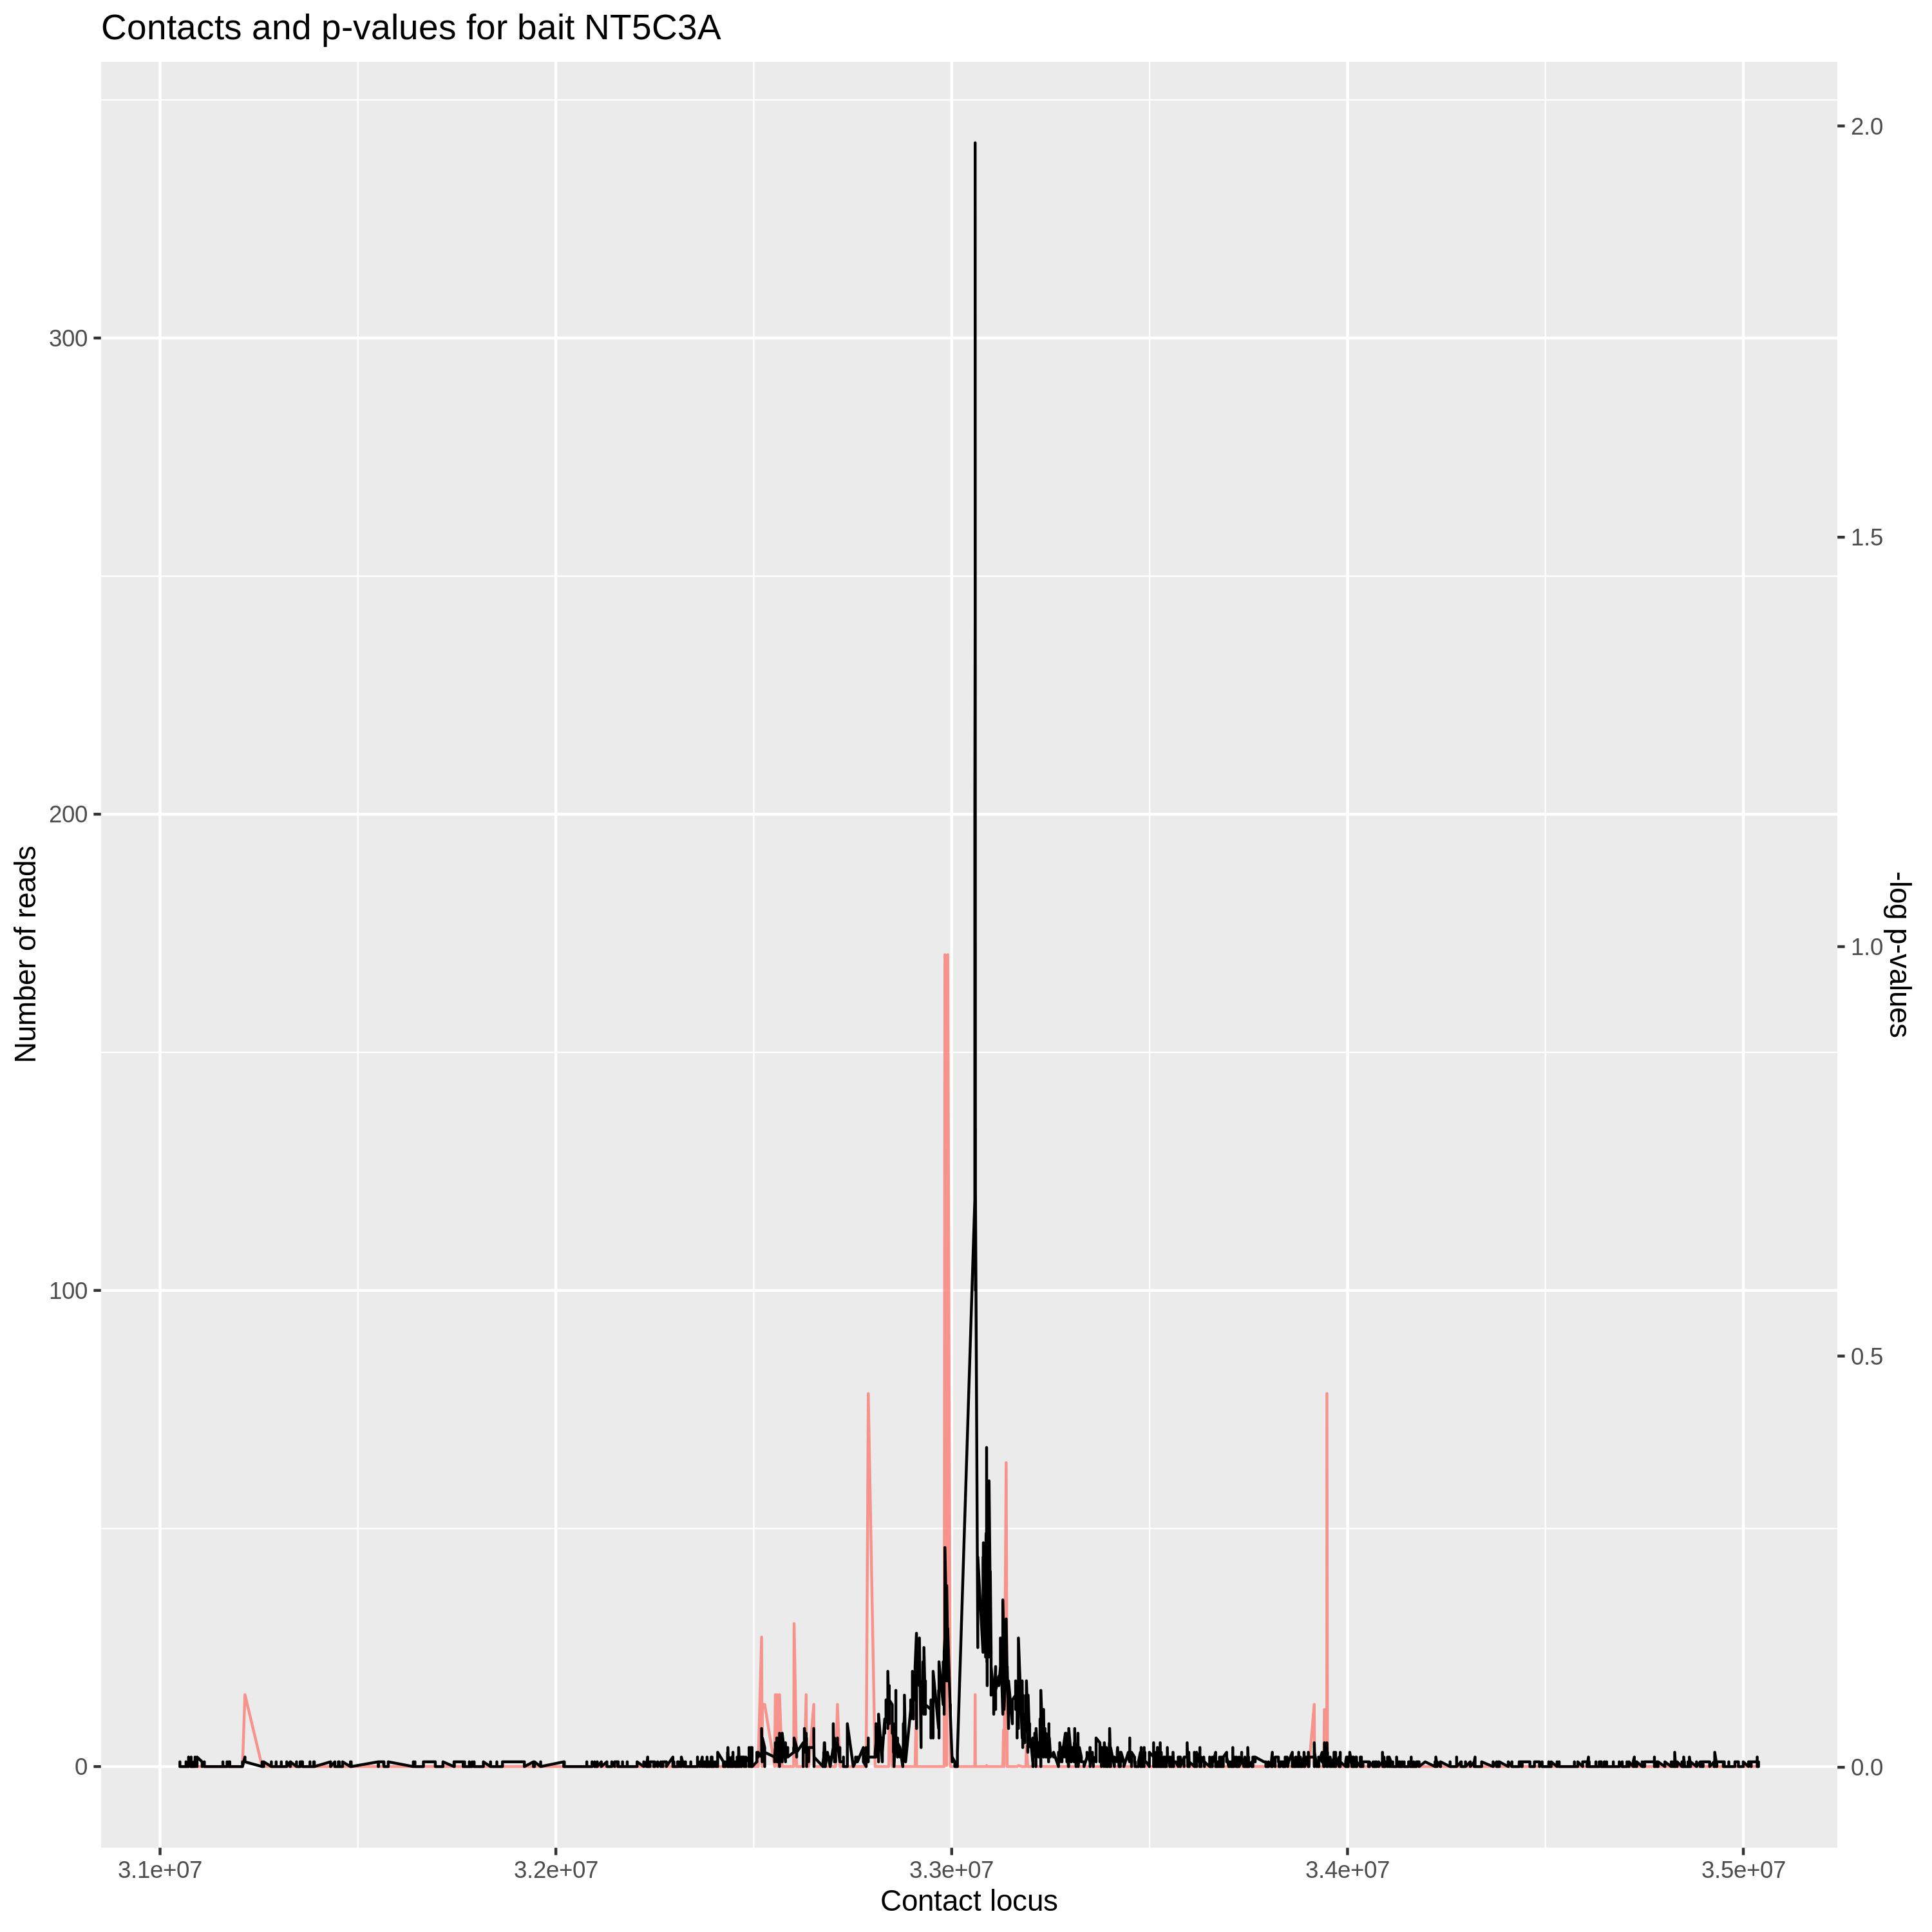 Contacts and p-values for bait NT5C3A
Number of reads
300
200
100
0
2.0
1.5
1.0
0.5
0.0
-log p-values
3.1e+07
3.2e+07
3.3e+07
3.4e+07
3.5e+07
Contact locus